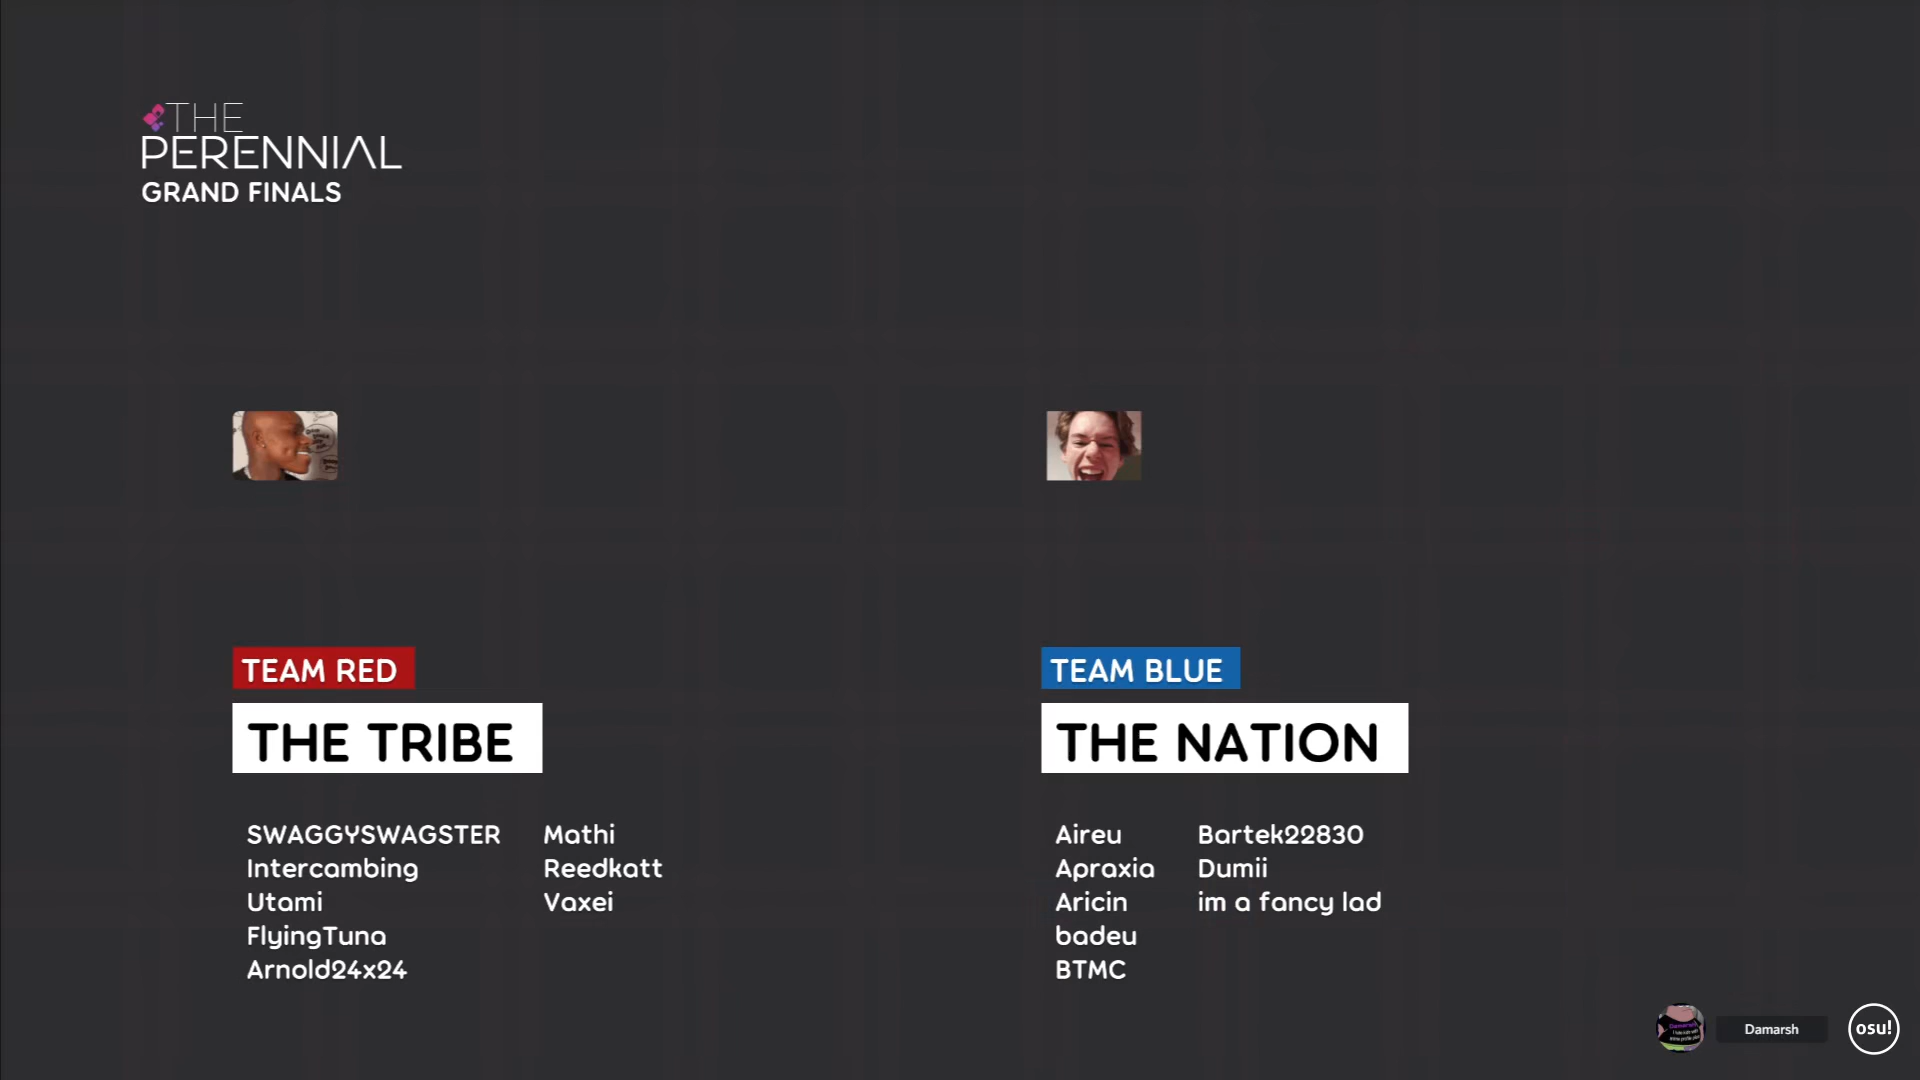 THE
PERENNIAL
GRAND FINALS
TEAM RED
THE TRIBE
SWAGGYSWAGSTER
Intercambing
Utami
FlyingTuna
Arnold24x24
Mathi
Reedkatt
Vaxei
TEAM BLUE
THE NATION
Aireu
Apraxia
Aricin
badeu
BTMC
Bartek22830
Dumii
im a fancy lad
Damarsh
Damarsh
osu!